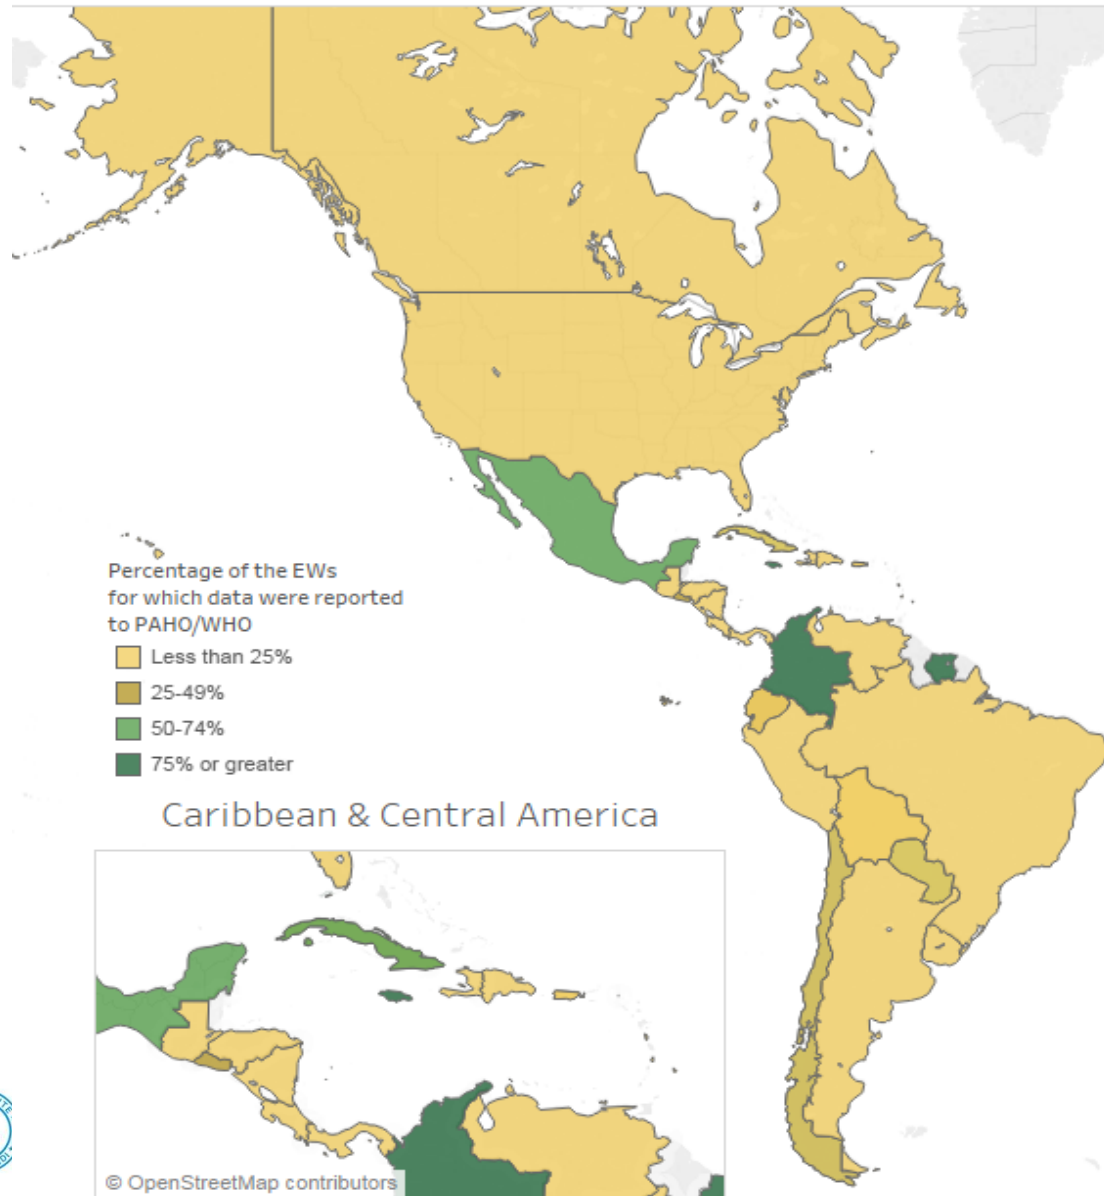 Percentage of the EWs
for which data were reported
to PAHO/WHO
Less than 25%
25-49%
50-74%
75% or greater
Caribbean & Central America
© OpenStreetMap contributors